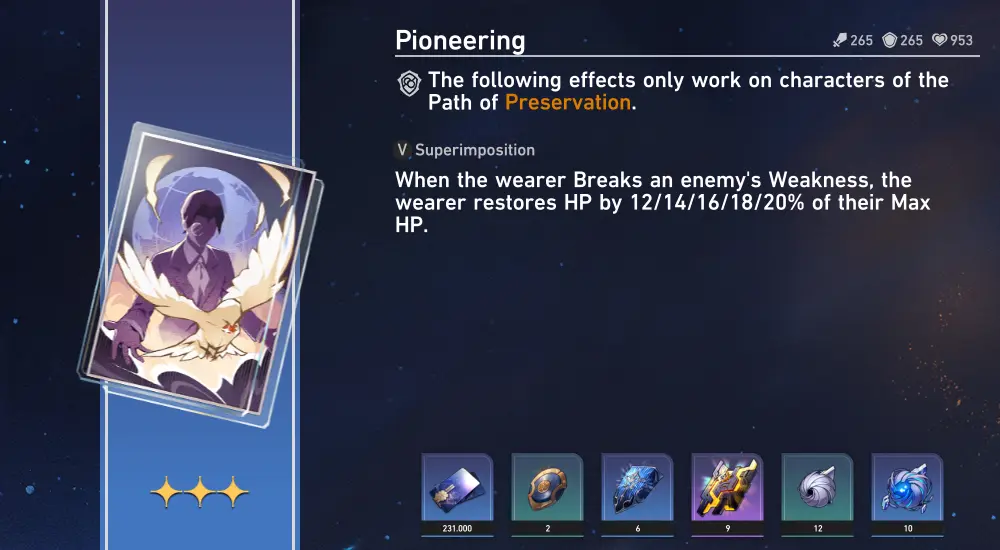 Pioneering
265 265 953
The following effects only work on characters of the
Path of Preservation.
V Superimposition
When the wearer Breaks an enemy's Weakness, the
wearer restores HP by 12/14/16/18/20% of their Max
HP.
231.000 2 6 9 12 10